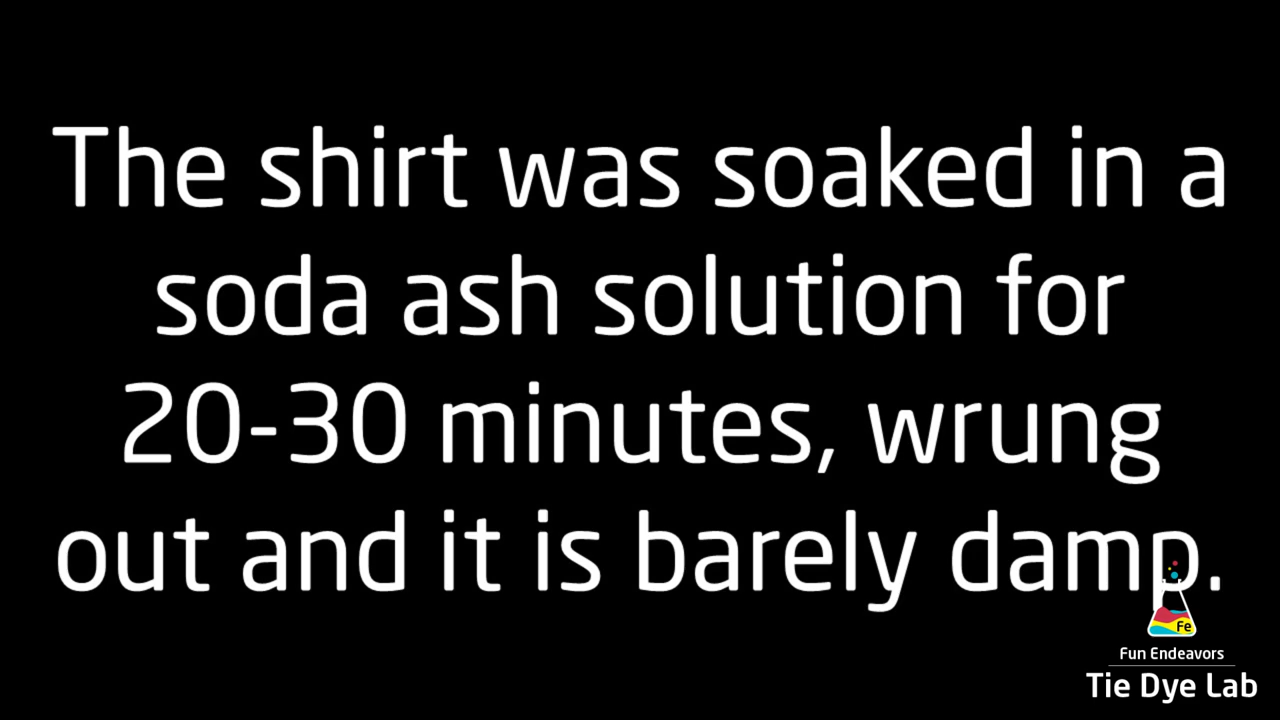 The shirt was soaked in a
soda ash solution for
20-30 minutes, wrung
out and it is barely damp.
Fe
Fun Endeavors
Tie Dye Lab